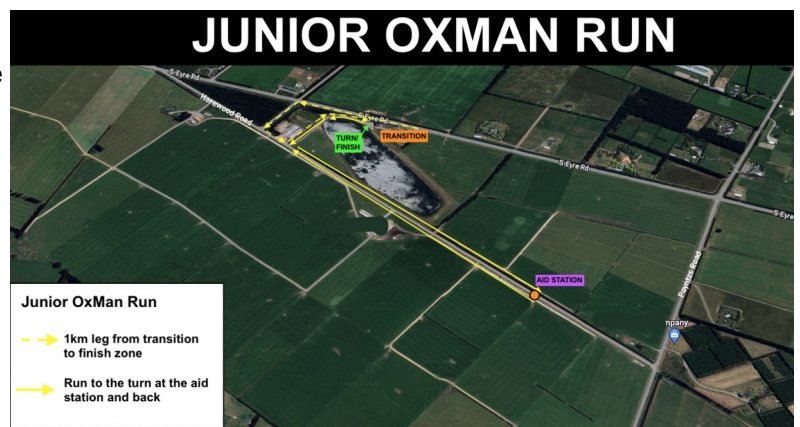 JUNIOR OXMAN RUN
e
S Eyre Rd
Harewood Road
S Eyre Rd
TURN/
FINISH
TRANSITION
S Eyre Rd
S Eyre
AID STATION
Poyntzs Road
mpany
Junior OxMan Run
1km leg from transition
to finish zone
Run to the turn at the aid
station and back